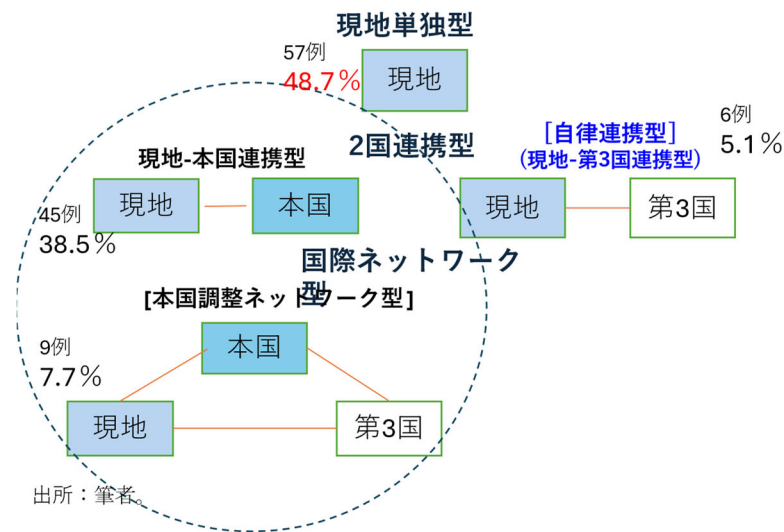 現地単独型
57例
48.7％
現地
2国連携型
現地-本国連携型
現地
本国
45例
38.5％
［自律連携型］
（現地-第3国連携型）
6例
5.1％
現地
第3国
国際ネットワーク
型
[本国調整ネットワーク型]
9例
7.7％
本国
現地
第3国
出所：筆者。